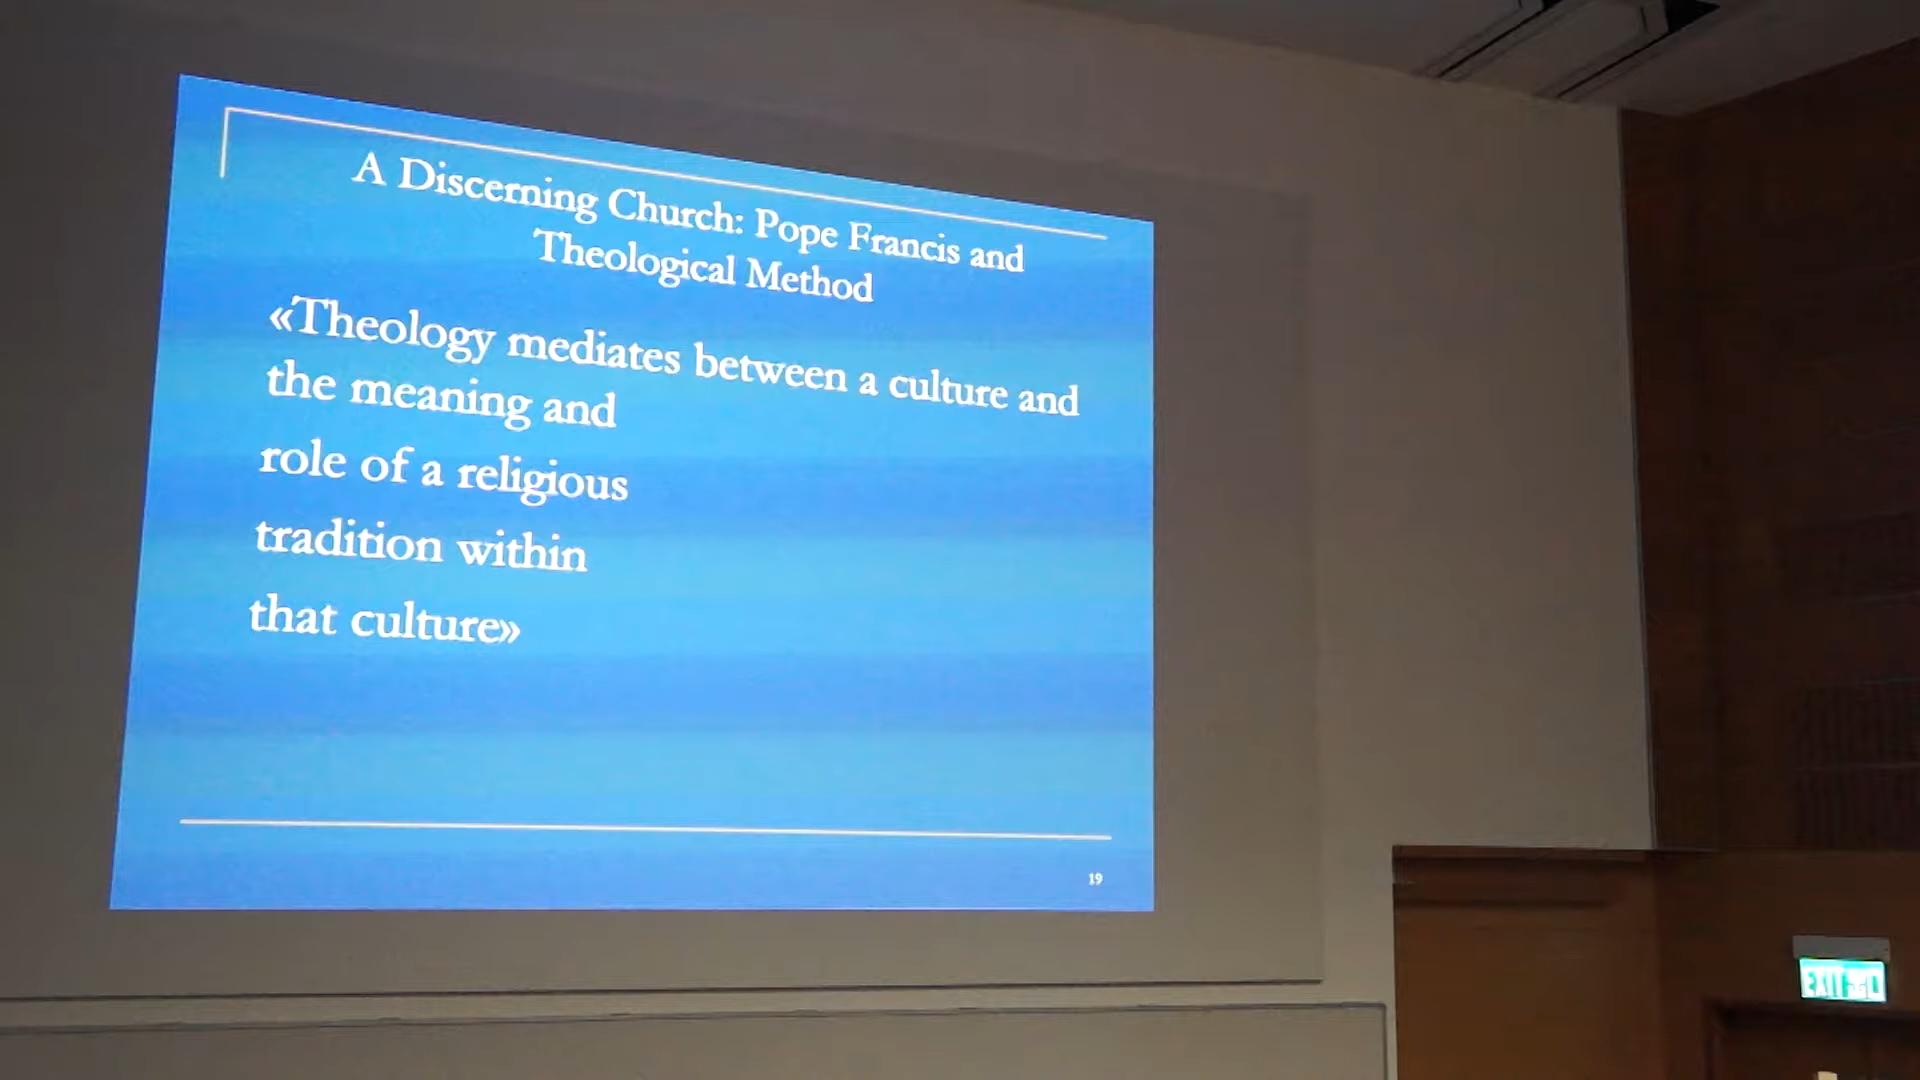 A Discerning Church: Pope Francis and
Theological Method
«Theology mediates between a culture and
the meaning and
role of a religious
tradition within
that culture»
19
EXIT